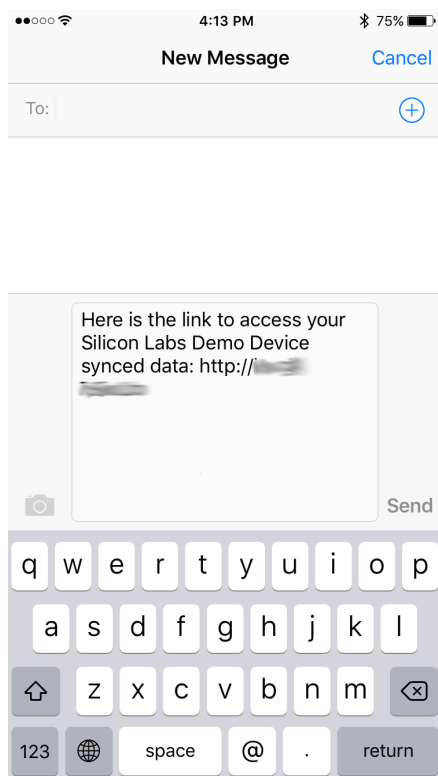 4:13 PM
75%
New Message
Cancel
To:
Here is the link to access your
Silicon Labs Demo Device
synced data: http://
Send
q w e r t y u i o p
a s d f g h j k l
z x c v b n m
123 space @ . return